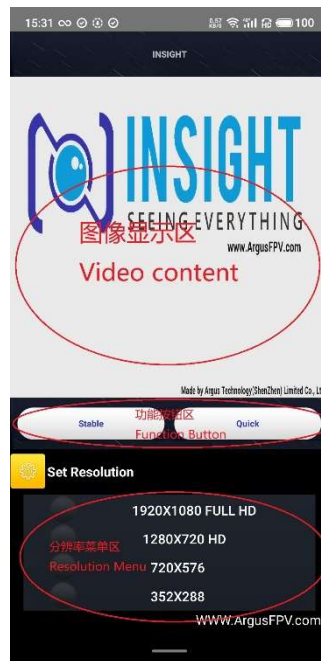 15:31
100
INSIGHT
INSIGHT
SEEING EVERYTHING
图像显示区
www.ArgusFPV.com
Video content
Made by Argus Technology(ShenZhen) Limited Co., Lt
功能按钮区
Stable
Quick
Function Button
Set Resolution
1920X1080 FULL HD
分辨率菜单区
1280X720 HD
Resolution Menu
720X576
352X288
WWW.ArgusFPV.com